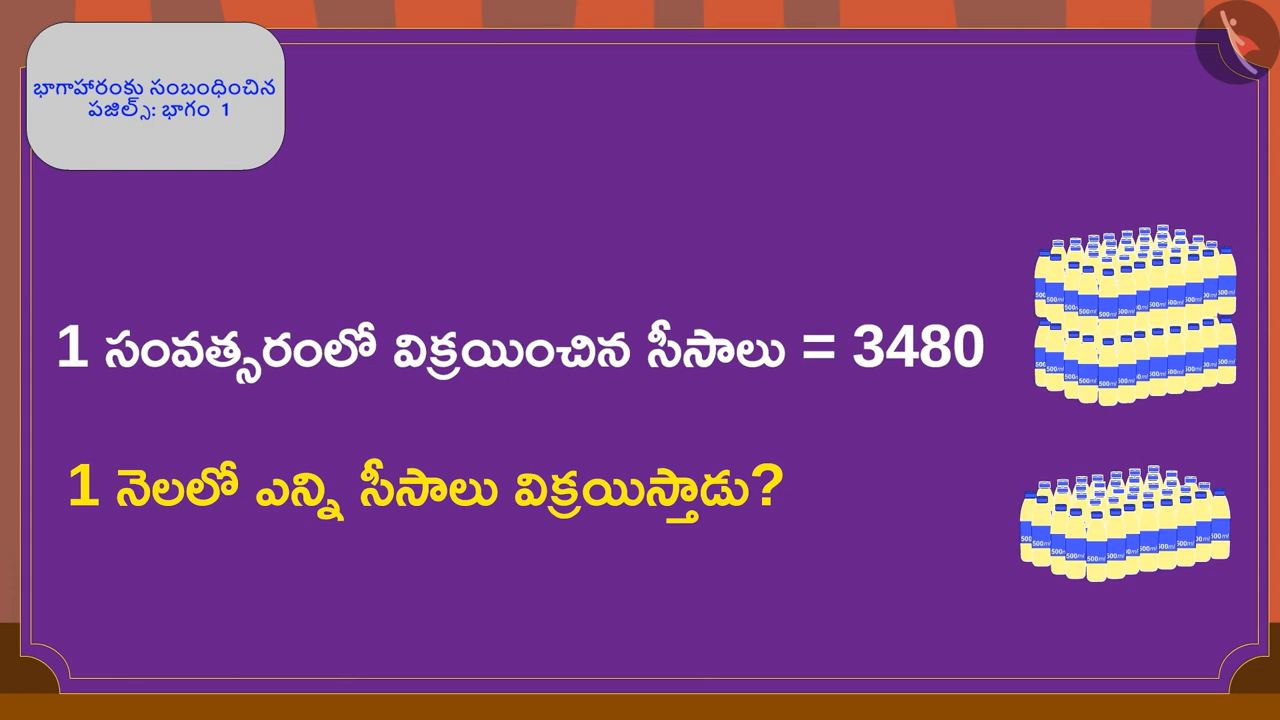 భాగాహారంకు సంబంధించిన
పజిల్స్: భాగం 1
1 సంవత్సరంలో విక్రయించిన సీసాలు = 3480
1 నెలలో ఎన్ని సీసాలు విక్రయిస్తాడు?